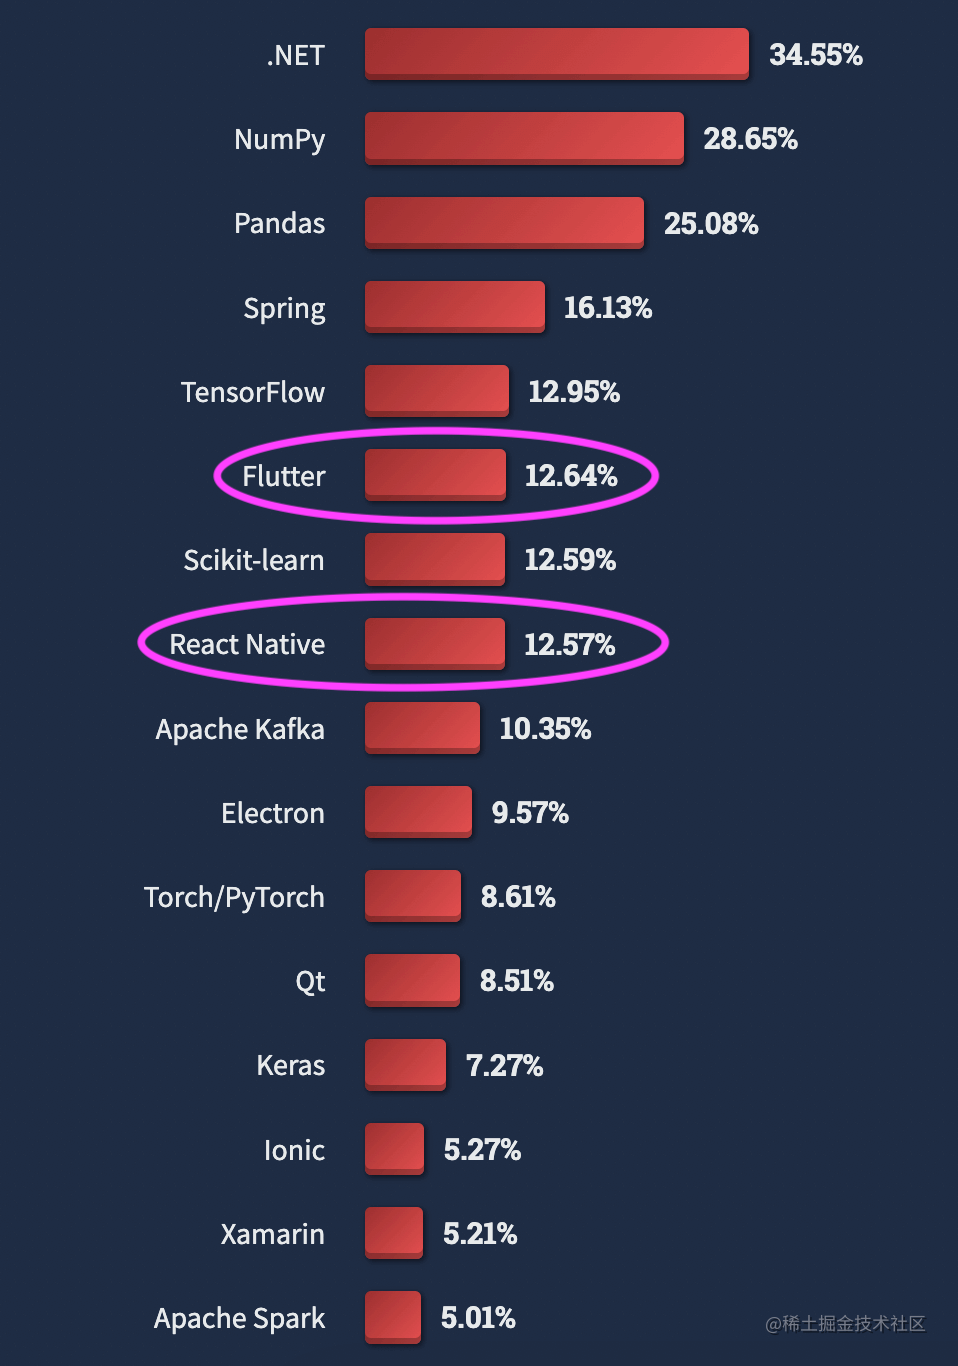 .NET 34.55%
NumPy 28.65%
Pandas 25.08%
Spring 16.13%
TensorFlow 12.95%
Flutter 12.64%
Scikit-learn 12.59%
React Native 12.57%
Apache Kafka 10.35%
Electron 9.57%
Torch/PyTorch 8.61%
Qt 8.51%
Keras 7.27%
Ionic 5.27%
Xamarin 5.21%
Apache Spark 5.01%
@稀土掘金技术社区